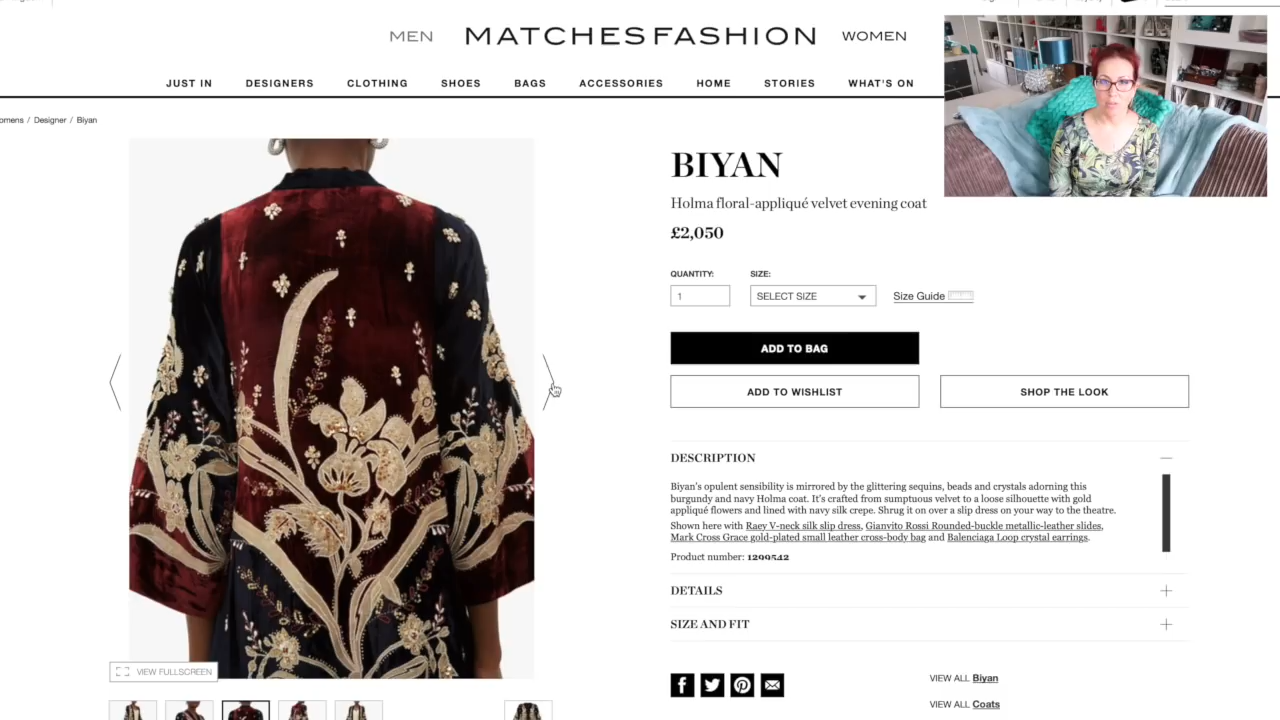 MEN
MATCHESFASHION
WOMEN
JUST IN
DESIGNERS
CLOTHING
SHOES
BAGS
ACCESSORIES
HOME
STORIES
WHAT'S ON
omens / Designer / Biyan
BIYAN
Holma floral-appliqué velvet evening coat
£2,050
QUANTITY:
SIZE:
1
SELECT SIZE
Size Guide
ADD TO BAG
ADD TO WISHLIST
SHOP THE LOOK
DESCRIPTION
Biyan's opulent sensibility is mirrored by the glittering sequins, beads and crystals adorning this
burgundy and navy Holma coat. It's crafted from sumptuous velvet to a loose silhouette with gold
appliqué flowers and lined with navy silk crepe. Shrug it on over a slip dress on your way to the theatre.
Shown here with Raey V-neck silk slip dress, Gianvito Rossi Rounded-buckle metallic-leather slides,
Mark Cross Grace gold-plated small leather cross-body bag and Balenciaga Loop crystal earrings.
Product number: 1299542
DETAILS
SIZE AND FIT
VIEW FULLSCREEN
VIEW ALL Biyan
VIEW ALL Coats